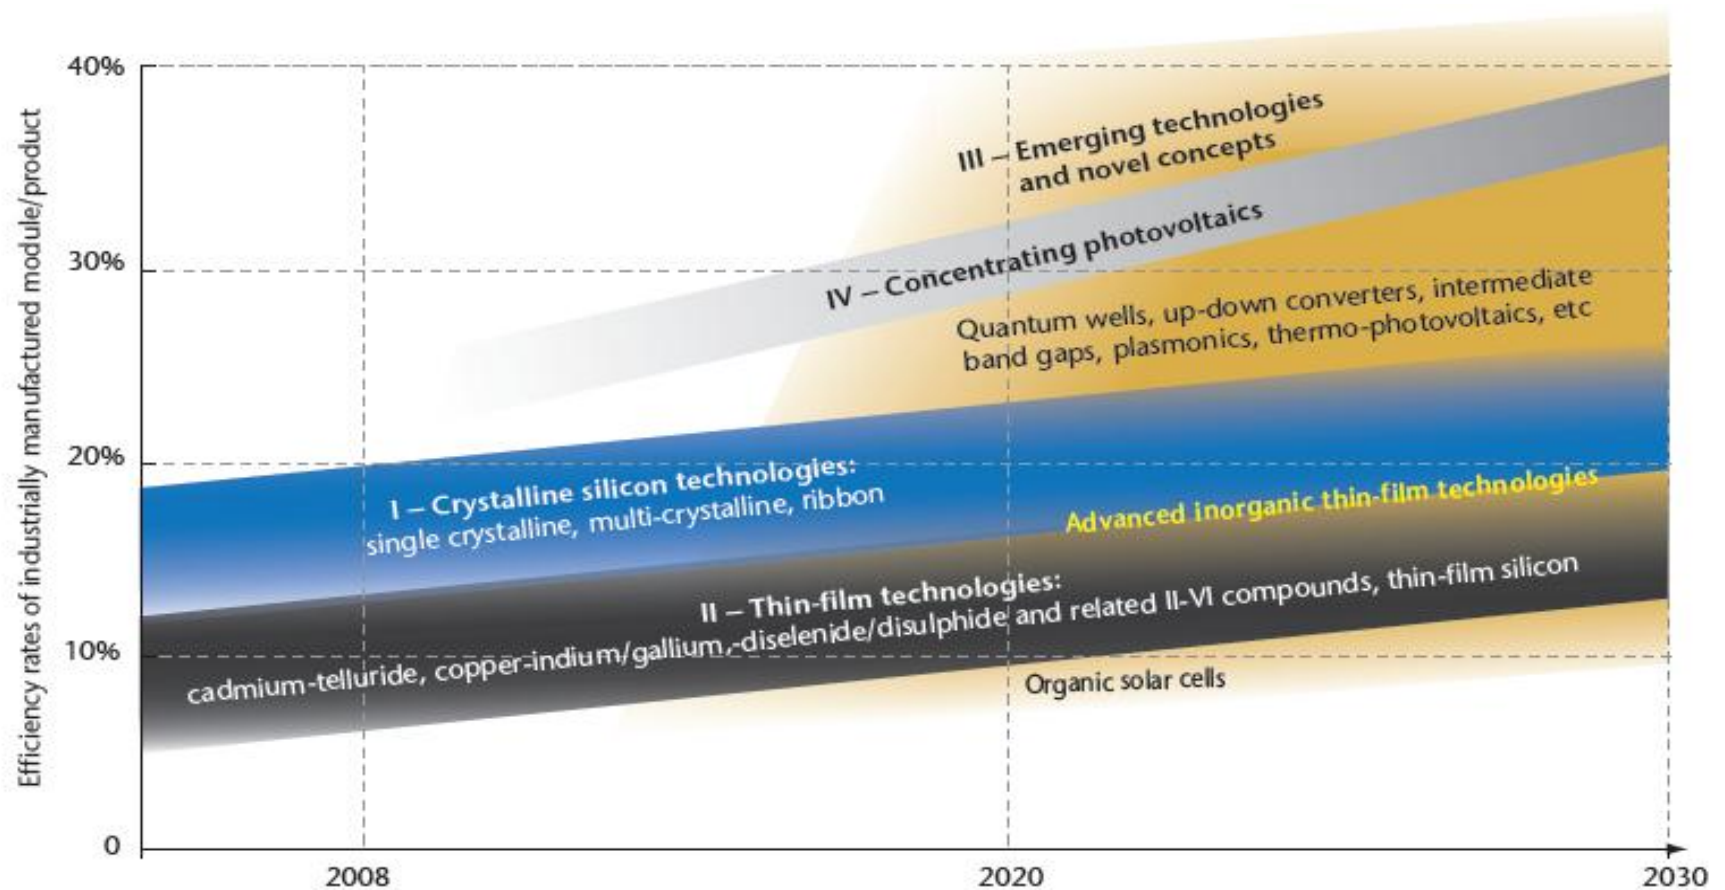 Efficiency rates of industrially manufactured module/product
40%
30%
20%
10%
0
III – Emerging technologies
and novel concepts
IV – Concentrating photovoltaics
Quantum wells, up-down converters, intermediate
band gaps, plasmonics, thermo-photovoltaics, etc
I – Crystalline silicon technologies:
single crystalline, multi-crystalline, ribbon
Advanced inorganic thin-film technologies
II – Thin-film technologies:
cadmium-telluride, copper-indium/gallium,-diselenide/disulphide and related II-VI compounds, thin-film silicon
Organic solar cells
2008
2020
2030